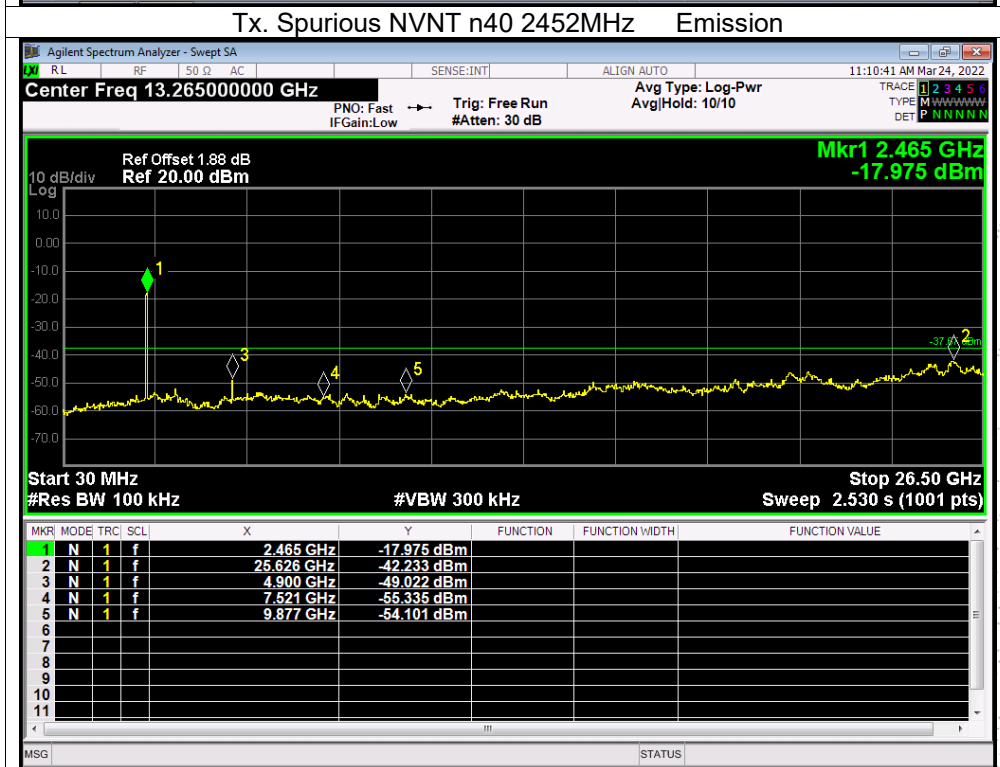 Tx. Spurious NVNT n40 2452MHz Emission
Agilent Spectrum Analyzer - Swept SA
LXI RL RF 50 Ω AC SENSE:INT ALIGN AUTO 11:10:41 AM Mar 24, 2022
Center Freq 13.265000000 GHz Avg Type: Log-Pwr TRACE 1 2 3 4 5 6
PNO: Fast Trig: Free Run Avg|Hold: 10/10 TYPE M WWWWW
IFGain:Low #Atten: 30 dB DET P N N N N N
Mkr1 2.465 GHz
-17.975 dBm
Ref Offset 1.88 dB
10 dB/div Ref 20.00 dBm
Log
10.0
0.00
-10.0
1
-20.0
-30.0
2
-40.0
3
4
5
-50.0
-60.0
-70.0
Start 30 MHz Stop 26.50 GHz
#Res BW 100 kHz #VBW 300 kHz Sweep 2.530 s (1001 pts)
MKR MODE TRC SCL X Y FUNCTION FUNCTION WIDTH FUNCTION VALUE
1 N 1 f 2.465 GHz -17.975 dBm
2 N 1 f 25.626 GHz -42.233 dBm
3 N 1 f 4.900 GHz -49.022 dBm
4 N 1 f 7.521 GHz -55.335 dBm
5 N 1 f 9.877 GHz -54.101 dBm
6
7
8
9
10
11
MSG STATUS